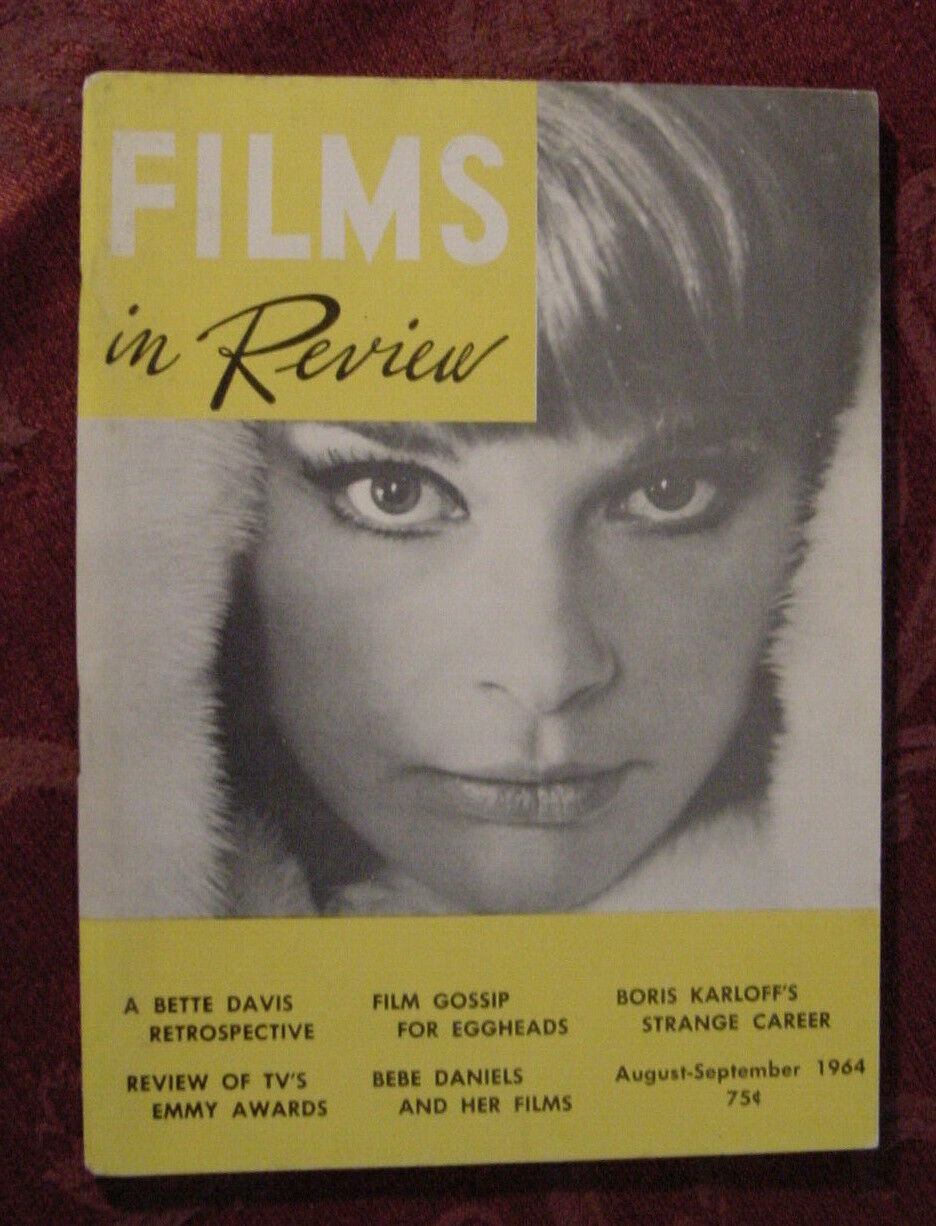 FILMS
in Review
A BETTE DAVIS
RETROSPECTIVE
FILM GOSSIP
FOR EGGHEADS
BORIS KARLOFF'S
STRANGE CAREER
REVIEW OF TV'S
EMMY AWARDS
BEBE DANIELS
AND HER FILMS
August-September 1964
75¢